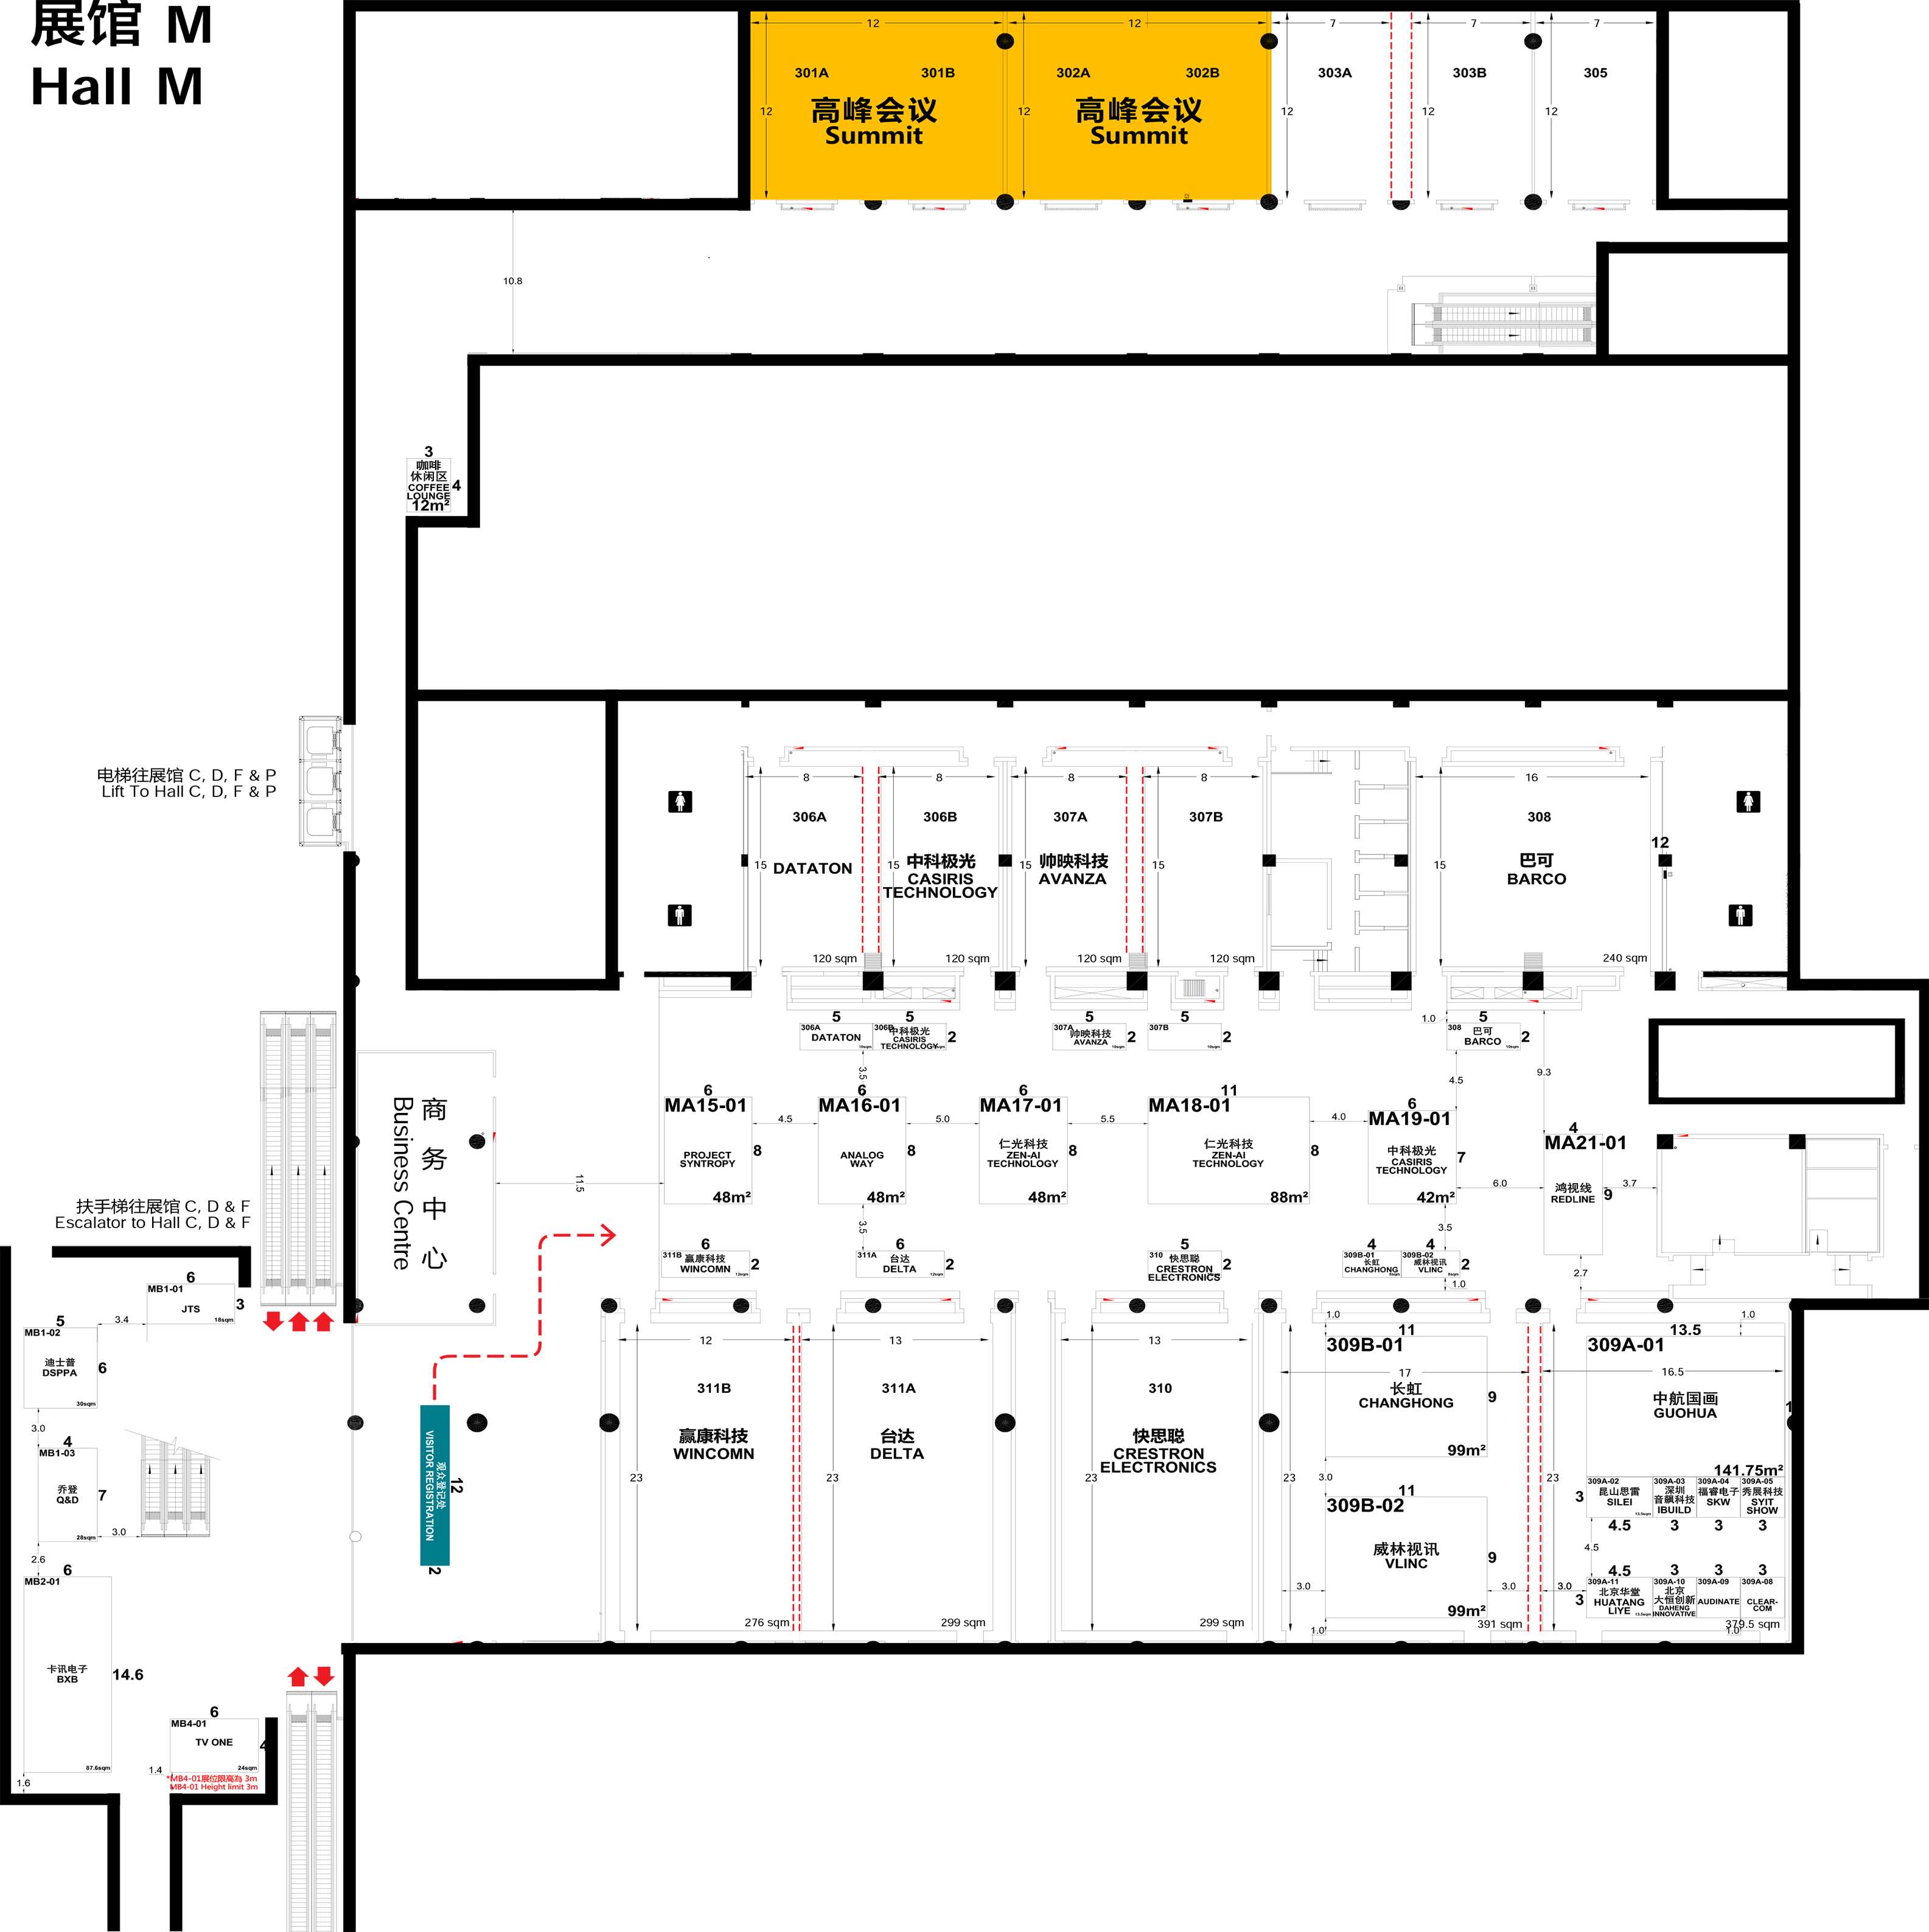 展馆 M
Hall M
12
12
7
7
7
301A
301B
302A
302B
303A
303B
305
高峰会议
Summit
高峰会议
Summit
12
12
12
12
12
10.8
3
咖啡
休闲区
COFFEE
LOUNGE
12m²
4
电梯往展馆 C, D, F & P
Lift To Hall C, D, F & P
8
8
8
8
16
306A
306B
307A
307B
308
15
15
15
15
15
12
DATATON
中科极光
CASIRIS
TECHNOLOGY
帅映科技
AVANZA
巴可
BARCO
120 sqm
120 sqm
120 sqm
120 sqm
240 sqm
5
306A
DATATON
10sqm
5
306B
中科极光
CASIRIS
TECHNOLOGY
2
5
307A
帅映科技
AVANZA
10sqm
2
5
307B
10sqm
2
1.0
5
308
巴可
BARCO
10sqm
2
3.5
4.5
9.3
商务中心
Business Centre
11.5
6
MA15-01
PROJECT
SYNTROPY
48m²
8
4.5
6
MA16-01
ANALOG
WAY
48m²
8
5.0
6
MA17-01
仁光科技
ZEN-AI
TECHNOLOGY
48m²
8
5.5
11
MA18-01
仁光科技
ZEN-AI
TECHNOLOGY
88m²
8
4.0
6
MA19-01
中科极光
CASIRIS
TECHNOLOGY
42m²
7
6.0
4
MA21-01
鸿视线
REDLINE
9
3.7
扶手梯往展馆 C, D & F
Escalator to Hall C, D & F
3.5
3.5
2.7
6
311B
赢康科技
WINCOMN
12sqm
2
6
311A
台达
DELTA
12sqm
2
5
310
快思聪
CRESTRON
ELECTRONICS
2
4
309B-01
长虹
CHANGHONG
8sqm
4
309B-02
威林视讯
VLINC
8sqm
2
1.0
6
MB1-01
JTS
18sqm
3
3.4
5
MB1-02
迪士普
DSPPA
30sqm
6
3.0
4
MB1-03
乔登
Q&D
28sqm
7
3.0
2.6
6
MB2-01
卡讯电子
BXB
87.6sqm
14.6
1.6
6
MB4-01
TV ONE
24sqm
4
1.4
*MB4-01展位限高為 3m
MB4-01 Height limit 3m
观众登记处
VISITOR REGISTRATION
12
2
12
311B
赢康科技
WINCOMN
23
276 sqm
13
311A
台达
DELTA
23
299 sqm
13
310
快思聪
CRESTRON
ELECTRONICS
23
299 sqm
1.0
11
309B-01
17
长虹
CHANGHONG
9
99m²
23
3.0
11
309B-02
威林视讯
VLINC
9
99m²
3.0
3.0
3.0
1.0
391 sqm
23
1.0
13.5
309A-01
16.5
中航国画
GUOHUA
141.75m²
3
309A-02
昆山思雷
SILEI
13.5sqm
309A-03
深圳
音飙科技
IBUILD
309A-04
福睿电子
SKW
309A-05
秀展科技
SYIT
SHOW
4.5
3
3
3
4.5
4.5
3
3
3
3
309A-11
北京华堂
HUATANG
LIYE
13.5sqm
309A-10
北京
大恒创新
DAHENG
INNOVATIVE
309A-09
AUDINATE
309A-08
CLEAR-
COM
379.5 sqm
1.0